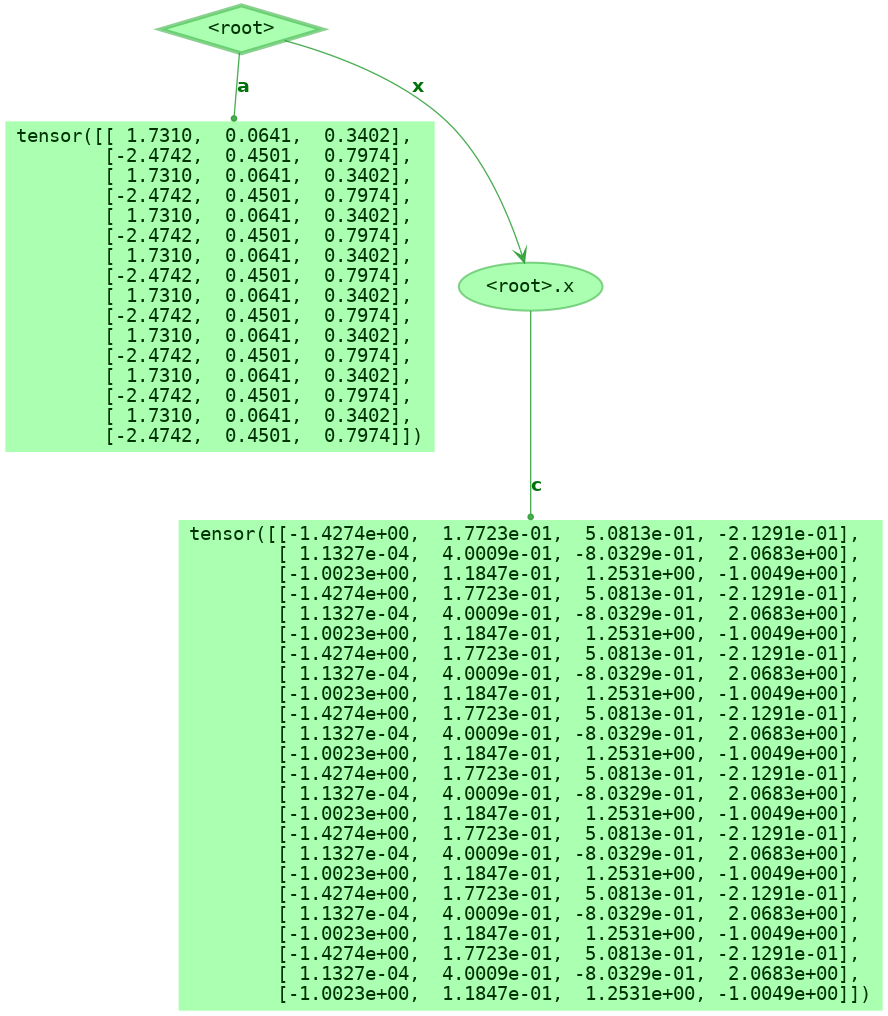 <root>
a
x
tensor([[ 1.7310,  0.0641,  0.3402],
        [-2.4742,  0.4501,  0.7974],
        [ 1.7310,  0.0641,  0.3402],
        [-2.4742,  0.4501,  0.7974],
        [ 1.7310,  0.0641,  0.3402],
        [-2.4742,  0.4501,  0.7974],
        [ 1.7310,  0.0641,  0.3402],
        [-2.4742,  0.4501,  0.7974],
        [ 1.7310,  0.0641,  0.3402],
        [-2.4742,  0.4501,  0.7974],
        [ 1.7310,  0.0641,  0.3402],
        [-2.4742,  0.4501,  0.7974],
        [ 1.7310,  0.0641,  0.3402],
        [-2.4742,  0.4501,  0.7974],
        [ 1.7310,  0.0641,  0.3402],
        [-2.4742,  0.4501,  0.7974]])
<root>.x
c
tensor([[-1.4274e+00,  1.7723e-01,  5.0813e-01, -2.1291e-01],
        [ 1.1327e-04,  4.0009e-01, -8.0329e-01,  2.0683e+00],
        [-1.0023e+00,  1.1847e-01,  1.2531e+00, -1.0049e+00],
        [-1.4274e+00,  1.7723e-01,  5.0813e-01, -2.1291e-01],
        [ 1.1327e-04,  4.0009e-01, -8.0329e-01,  2.0683e+00],
        [-1.0023e+00,  1.1847e-01,  1.2531e+00, -1.0049e+00],
        [-1.4274e+00,  1.7723e-01,  5.0813e-01, -2.1291e-01],
        [ 1.1327e-04,  4.0009e-01, -8.0329e-01,  2.0683e+00],
        [-1.0023e+00,  1.1847e-01,  1.2531e+00, -1.0049e+00],
        [-1.4274e+00,  1.7723e-01,  5.0813e-01, -2.1291e-01],
        [ 1.1327e-04,  4.0009e-01, -8.0329e-01,  2.0683e+00],
        [-1.0023e+00,  1.1847e-01,  1.2531e+00, -1.0049e+00],
        [-1.4274e+00,  1.7723e-01,  5.0813e-01, -2.1291e-01],
        [ 1.1327e-04,  4.0009e-01, -8.0329e-01,  2.0683e+00],
        [-1.0023e+00,  1.1847e-01,  1.2531e+00, -1.0049e+00],
        [-1.4274e+00,  1.7723e-01,  5.0813e-01, -2.1291e-01],
        [ 1.1327e-04,  4.0009e-01, -8.0329e-01,  2.0683e+00],
        [-1.0023e+00,  1.1847e-01,  1.2531e+00, -1.0049e+00],
        [-1.4274e+00,  1.7723e-01,  5.0813e-01, -2.1291e-01],
        [ 1.1327e-04,  4.0009e-01, -8.0329e-01,  2.0683e+00],
        [-1.0023e+00,  1.1847e-01,  1.2531e+00, -1.0049e+00],
        [-1.4274e+00,  1.7723e-01,  5.0813e-01, -2.1291e-01],
        [ 1.1327e-04,  4.0009e-01, -8.0329e-01,  2.0683e+00],
        [-1.0023e+00,  1.1847e-01,  1.2531e+00, -1.0049e+00]])